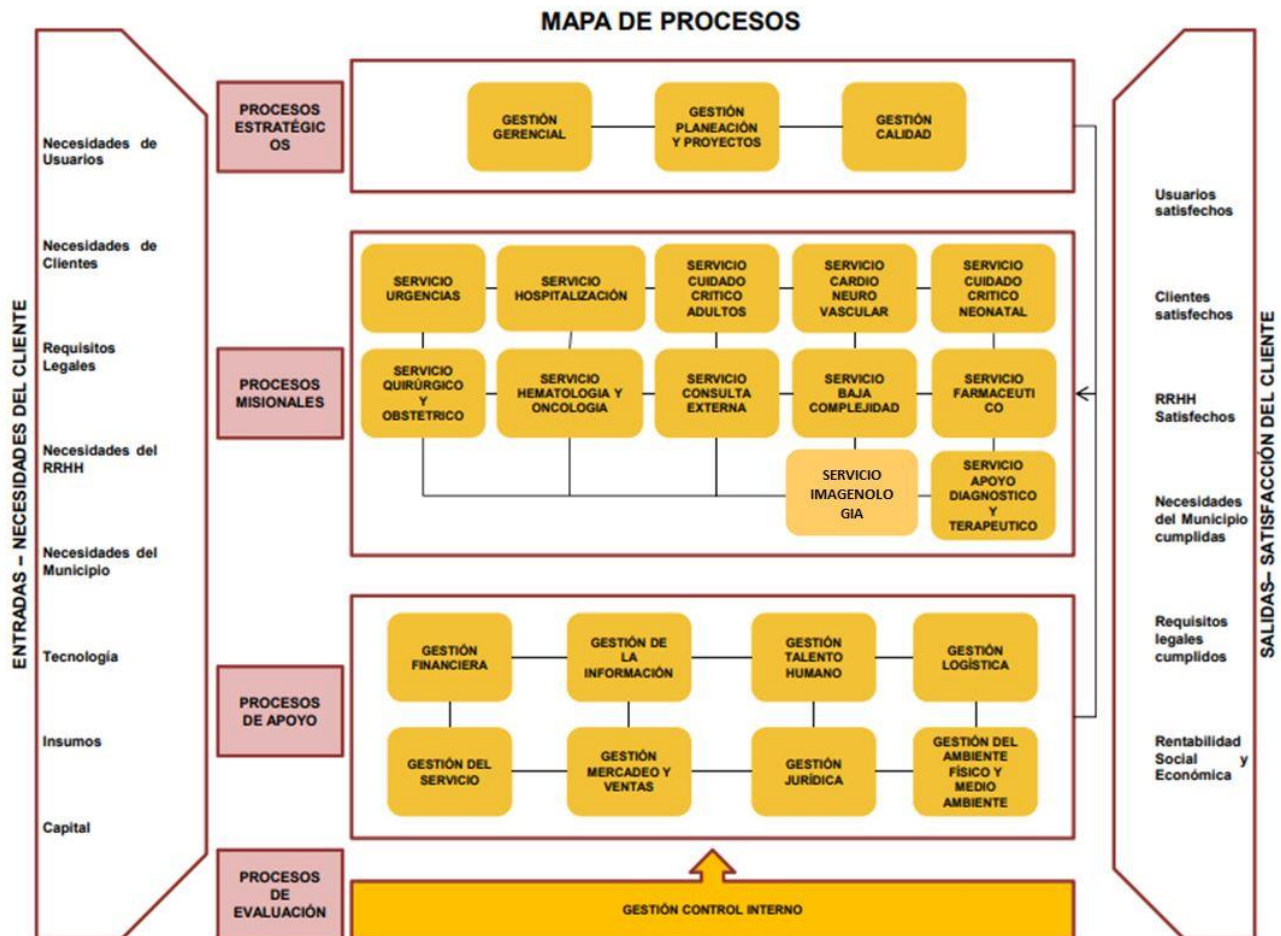 MAPA DE PROCESOS
ENTRADAS – NECESIDADES DEL CLIENTE
Necesidades de
Usuarios
Necesidades de
Clientes
Requisitos
Legales
Necesidades del
RRHH
Necesidades del
Municipio
Tecnología
Insumos
Capital
PROCESOS
ESTRATÉGIC
OS
GESTIÓN
GERENCIAL
GESTIÓN
PLANEACIÓN
Y PROYECTOS
GESTIÓN
CALIDAD
PROCESOS
MISIONALES
SERVICIO
URGENCIAS
SERVICIO
HOSPITALIZACIÓN
SERVICIO
CUIDADO
CRITICO
ADULTOS
SERVICIO
CARDIO
NEURO
VASCULAR
SERVICIO
CUIDADO
CRITICO
NEONATAL
SERVICIO
QUIRÚRGICO
Y
OBSTETRICO
SERVICIO
HEMATOLOGIA Y
ONCOLOGIA
SERVICIO
CONSULTA
EXTERNA
SERVICIO
BAJA
COMPLEJIDAD
SERVICIO
FARMACEUTI
CO
SERVICIO
IMAGENOLO
GIA
SERVICIO
APOYO
DIAGNOSTICO
Y
TERAPEUTICO
PROCESOS
DE APOYO
GESTIÓN
FINANCIERA
GESTIÓN DE
LA
INFORMACIÓN
GESTIÓN
TALENTO
HUMANO
GESTIÓN
LOGÍSTICA
GESTIÓN DEL
SERVICIO
GESTIÓN
MERCADEO Y
VENTAS
GESTIÓN
JURÍDICA
GESTIÓN DEL
AMBIENTE
FÍSICO Y
MEDIO
AMBIENTE
PROCESOS
DE
EVALUACIÓN
GESTIÓN CONTROL INTERNO
Usuarios
satisfechos
Clientes
satisfechos
RRHH
Satisfechos
Necesidades
del Municipio
cumplidas
Requisitos
legales
cumplidos
Rentabilidad
Social y
Económica
SALIDAS– SATISFACCIÓN DEL CLIENTE